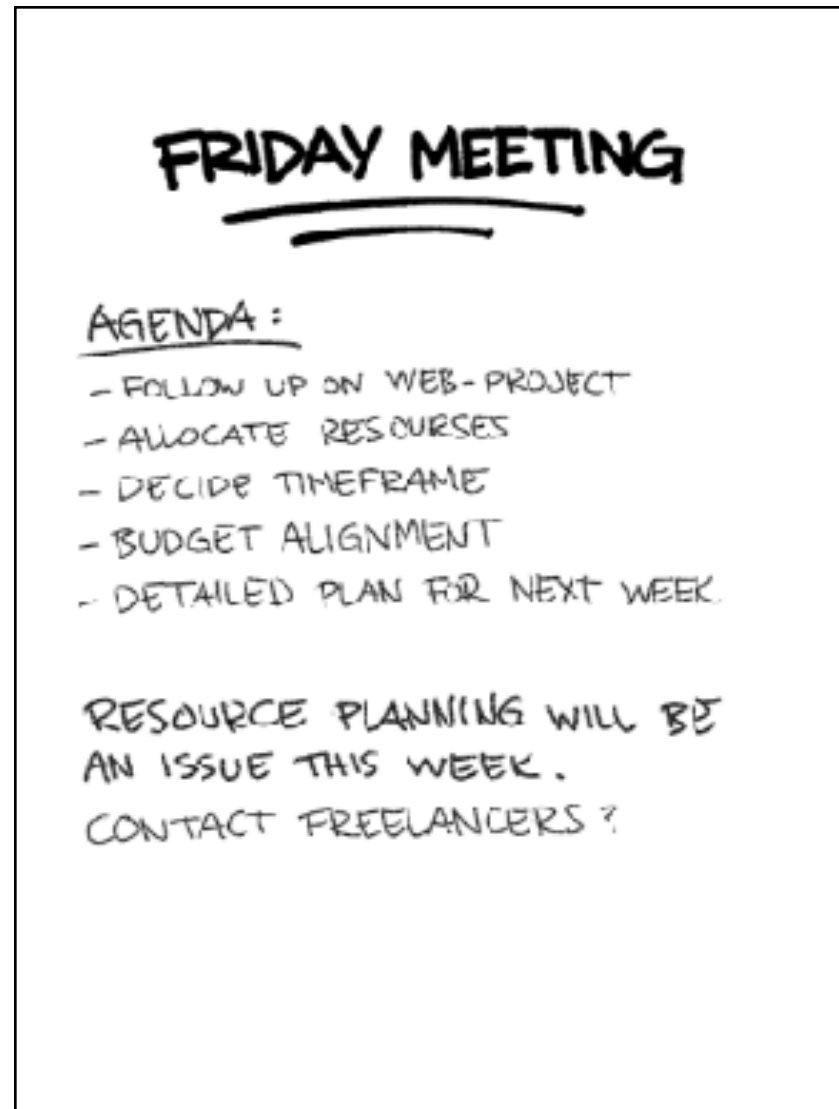 FRIDAY MEETING
AGENDA:
- FOLLOW UP ON WEB-PROJECT
- ALLOCATE RESOURSES
- DECIDE TIMEFRAME
- BUDGET ALIGNMENT
- DETAILED PLAN FOR NEXT WEEK
RESOURCE PLANNING WILL BE
AN ISSUE THIS WEEK.
CONTACT FREELANCERS?